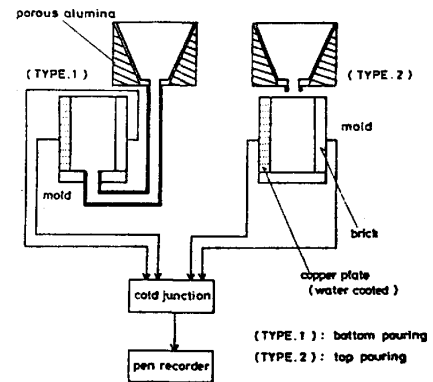 porous alumina
(TYPE.1)
(TYPE.2)
mold
mold
brick
copper plate
(water cooled)
cold junction
(TYPE.1): bottom pouring
(TYPE.2): top pouring
pen recorder